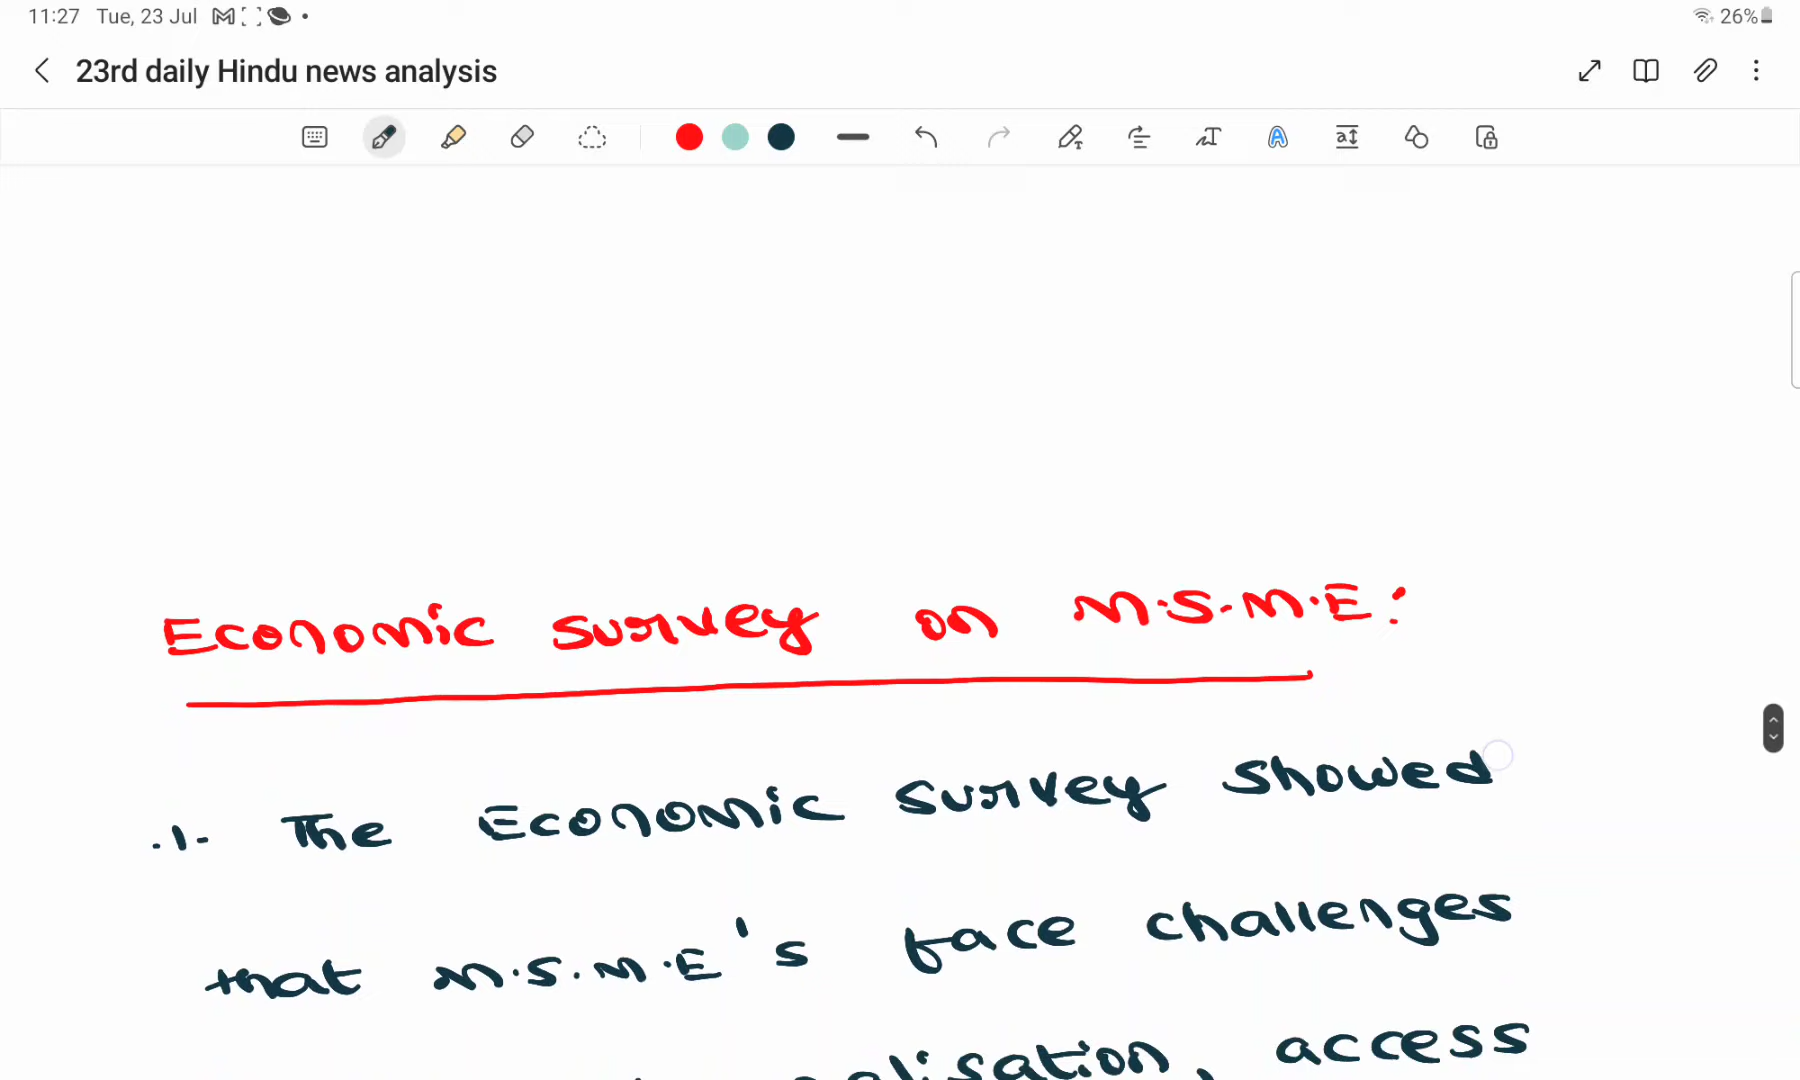 11:27 Tue, 23 Jul
26%
23rd daily Hindu news analysis
Economic survey on M.S.M.E:
.1. The Economic survey showed
that M.S.M.E's face challenges
access